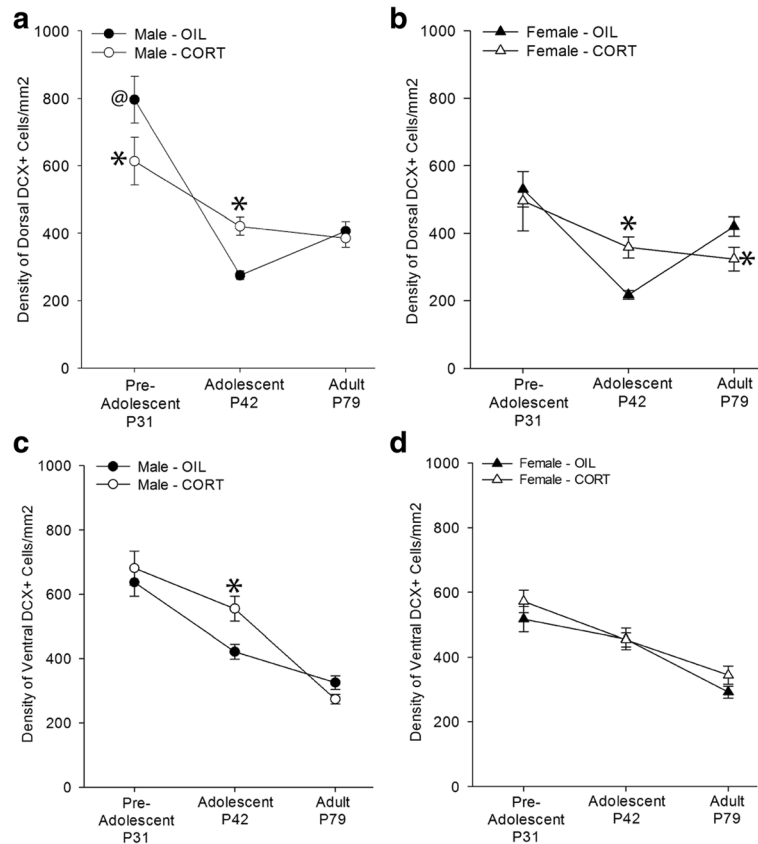 a
Male - OIL
Male - CORT
Density of Dorsal DCX+ Cells/mm2
1000
800
600
400
200
0
@
*
*
Pre-
Adolescent
P31
Adolescent
P42
Adult
P79
b
Female - OIL
Female - CORT
Density of Dorsal DCX+ Cells/mm2
1000
800
600
400
200
0
*
*
Pre-
Adolescent
P31
Adolescent
P42
Adult
P79
c
Male - OIL
Male - CORT
Density of Ventral DCX+ Cells/mm2
1000
800
600
400
200
0
*
Pre-
Adolescent
P31
Adolescent
P42
Adult
P79
d
Female - OIL
Female - CORT
Density of Ventral DCX+ Cells/mm2
1000
800
600
400
200
0
Pre-
Adolescent
P31
Adolescent
P42
Adult
P79